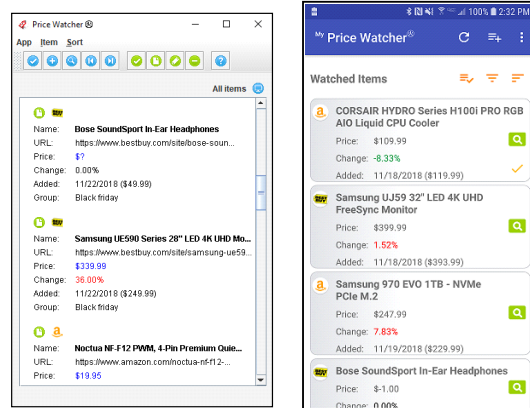 Price Watcher ®
App Item Sort
All items
Name: Bose SoundSport In-Ear Headphones
URL: https://www.bestbuy.com/site/bose-soun...
Price: $?
Change: 0.00%
Added: 11/22/2018 ($49.99)
Group: Black friday
Name: Samsung UE590 Series 28" LED 4K UHD Mo...
URL: https://www.bestbuy.com/site/samsung-ue59...
Price: $339.99
Change: 36.00%
Added: 11/22/2018 ($249.99)
Group: Black friday
Name: Noctua NF-F12 PWM, 4-Pin Premium Quie...
URL: https://www.amazon.com/noctua-nf-f12-...
Price: $19.95
100% 2:32 PM
My Price Watcher®
Watched Items
CORSAIR HYDRO Series H100i PRO RGB
AIO Liquid CPU Cooler
Price: $109.99
Change: -8.33%
Added: 11/18/2018 ($119.99)
Samsung UJ59 32" LED 4K UHD
FreeSync Monitor
Price: $399.99
Change: 1.52%
Added: 11/18/2018 ($393.99)
Samsung 970 EVO 1TB - NVMe
PCIe M.2
Price: $247.99
Change: 7.83%
Added: 11/19/2018 ($229.99)
Bose SoundSport In-Ear Headphones
Price: $-1.00
Change: 0.00%